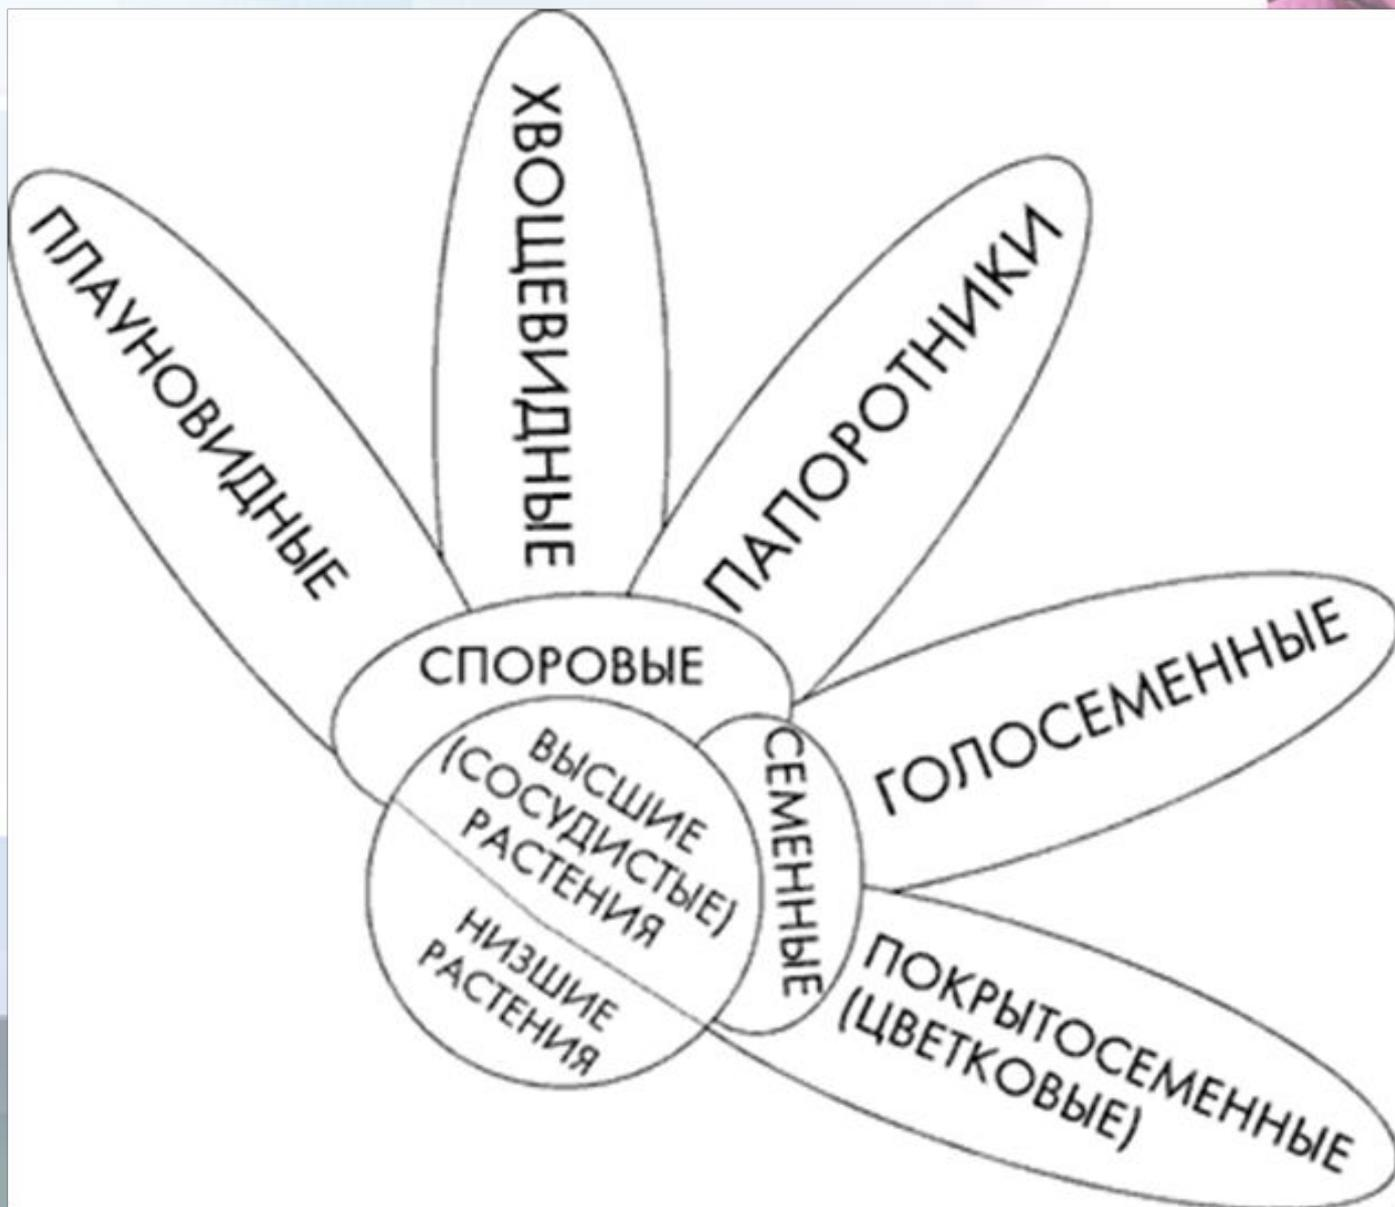 ПЛАУНОВИДНЫЕ
ХВОЩЕВИДНЫЕ
ПАПОРОТНИКИ
ГОЛОСЕМЕННЫЕ
ПОКРЫТОСЕМЕННЫЕ
(ЦВЕТКОВЫЕ)
СПОРОВЫЕ
СЕМЕННЫЕ
ВЫСШИЕ
(СОСУДИСТЫЕ)
РАСТЕНИЯ
НИЗШИЕ
РАСТЕНИЯ